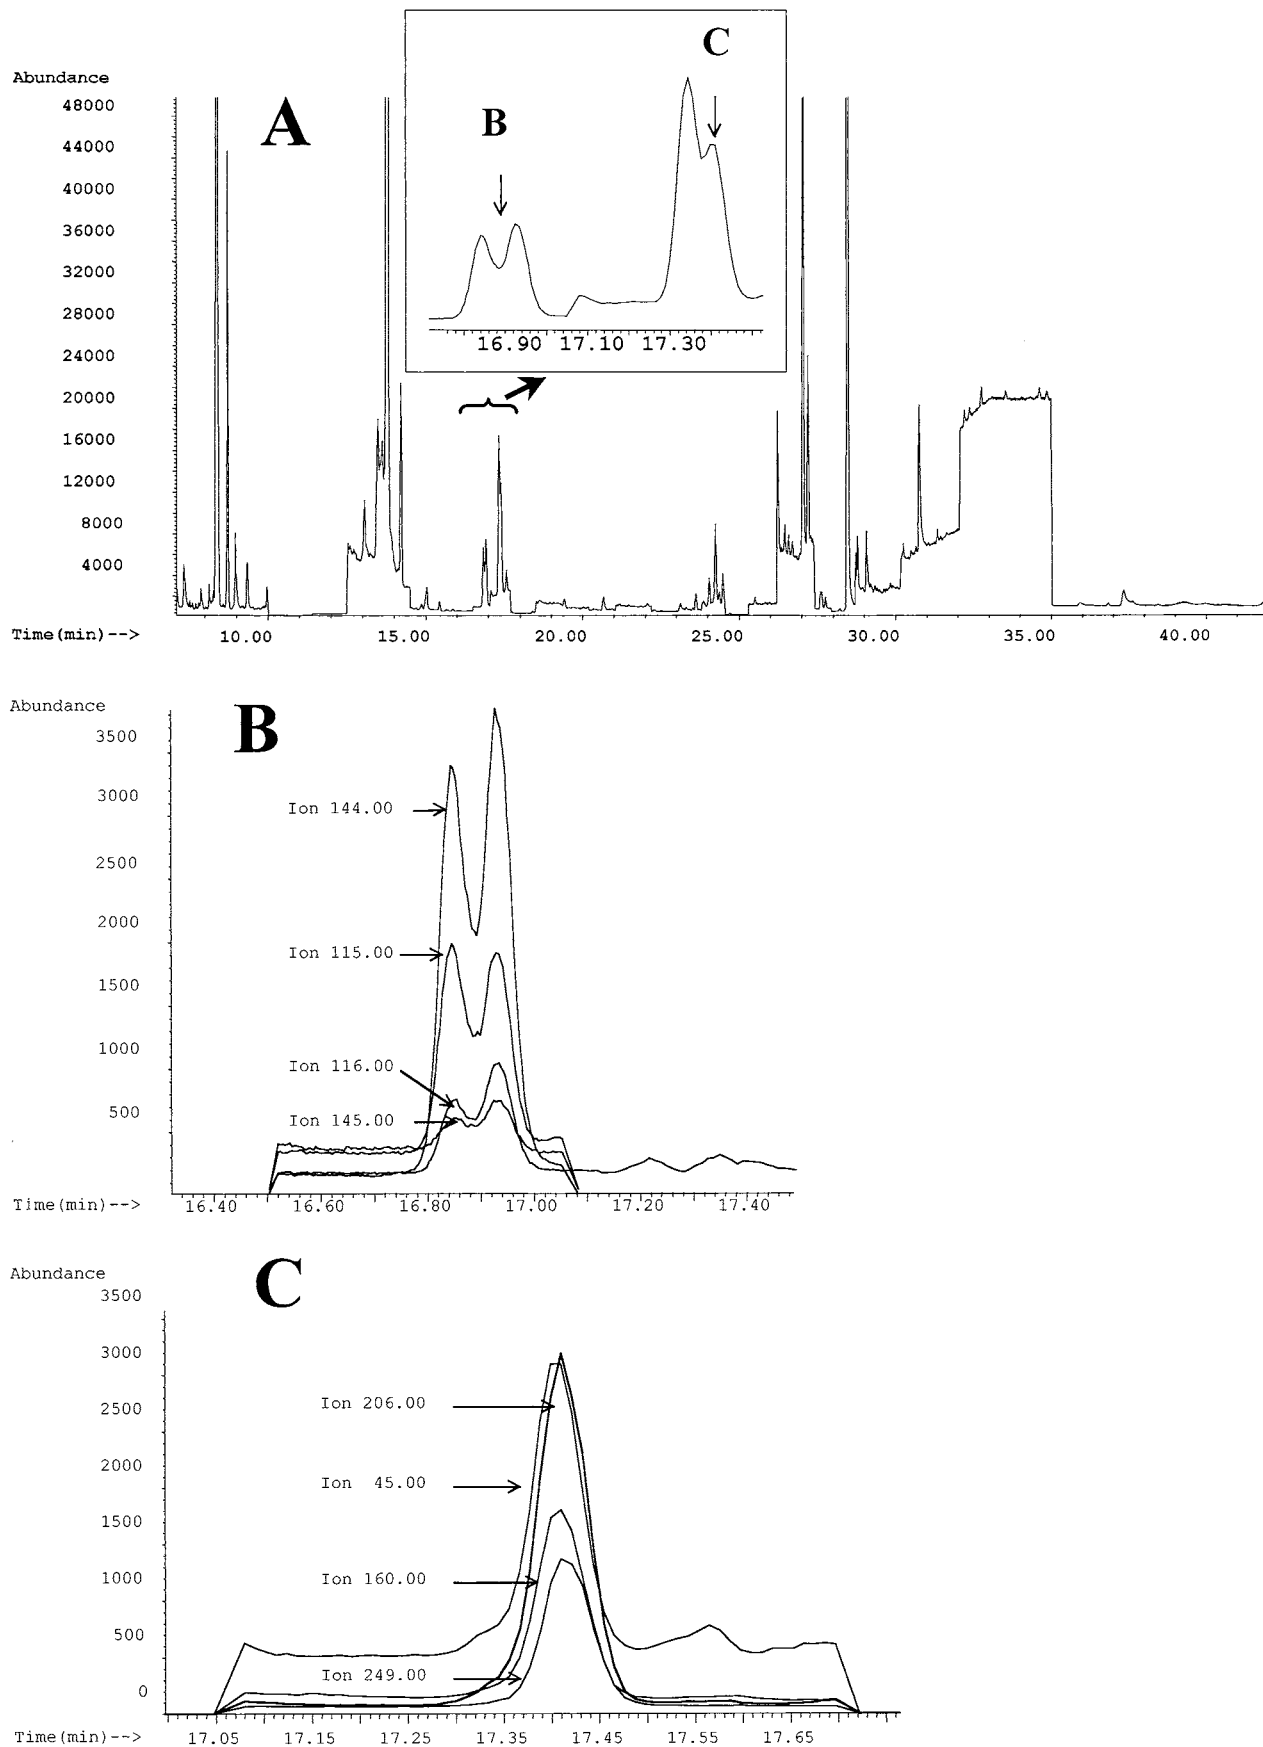 C
B
16.90 17.10 17.30
Abundance
A
48000
44000
40000
36000
32000
28000
24000
20000
16000
12000
8000
4000
Time(min)-->
10.00 15.00 20.00 25.00 30.00 35.00 40.00
Abundance
B
3500
3000
Ion 144.00
2500
2000
Ion 115.00
1500
1000
Ion 116.00
500
Ion 145.00
Time(min)-->
16.40 16.60 16.80 17.00 17.20 17.40
Abundance
C
3500
3000
Ion 206.00
2500
2000
Ion 45.00
1500
1000
Ion 160.00
500
Ion 249.00
0
Time(min)-->
17.05 17.15 17.25 17.35 17.45 17.55 17.65